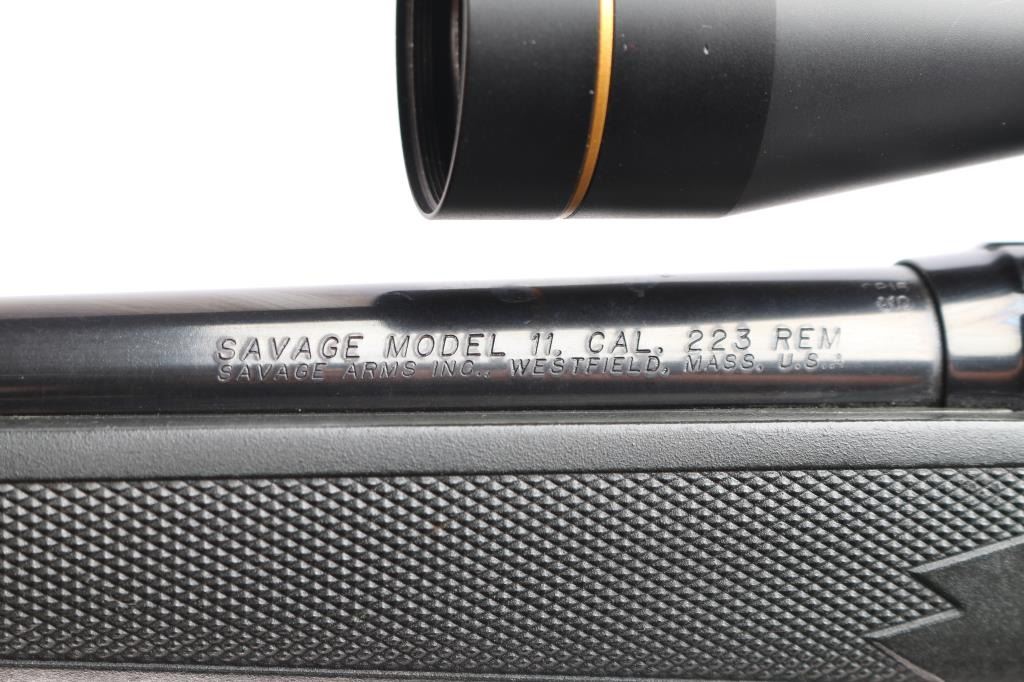 SAVAGE MODEL 11. CAL. 223 REM
SAVAGE ARMS INC., WESTFIELD, MASS. U.S.A